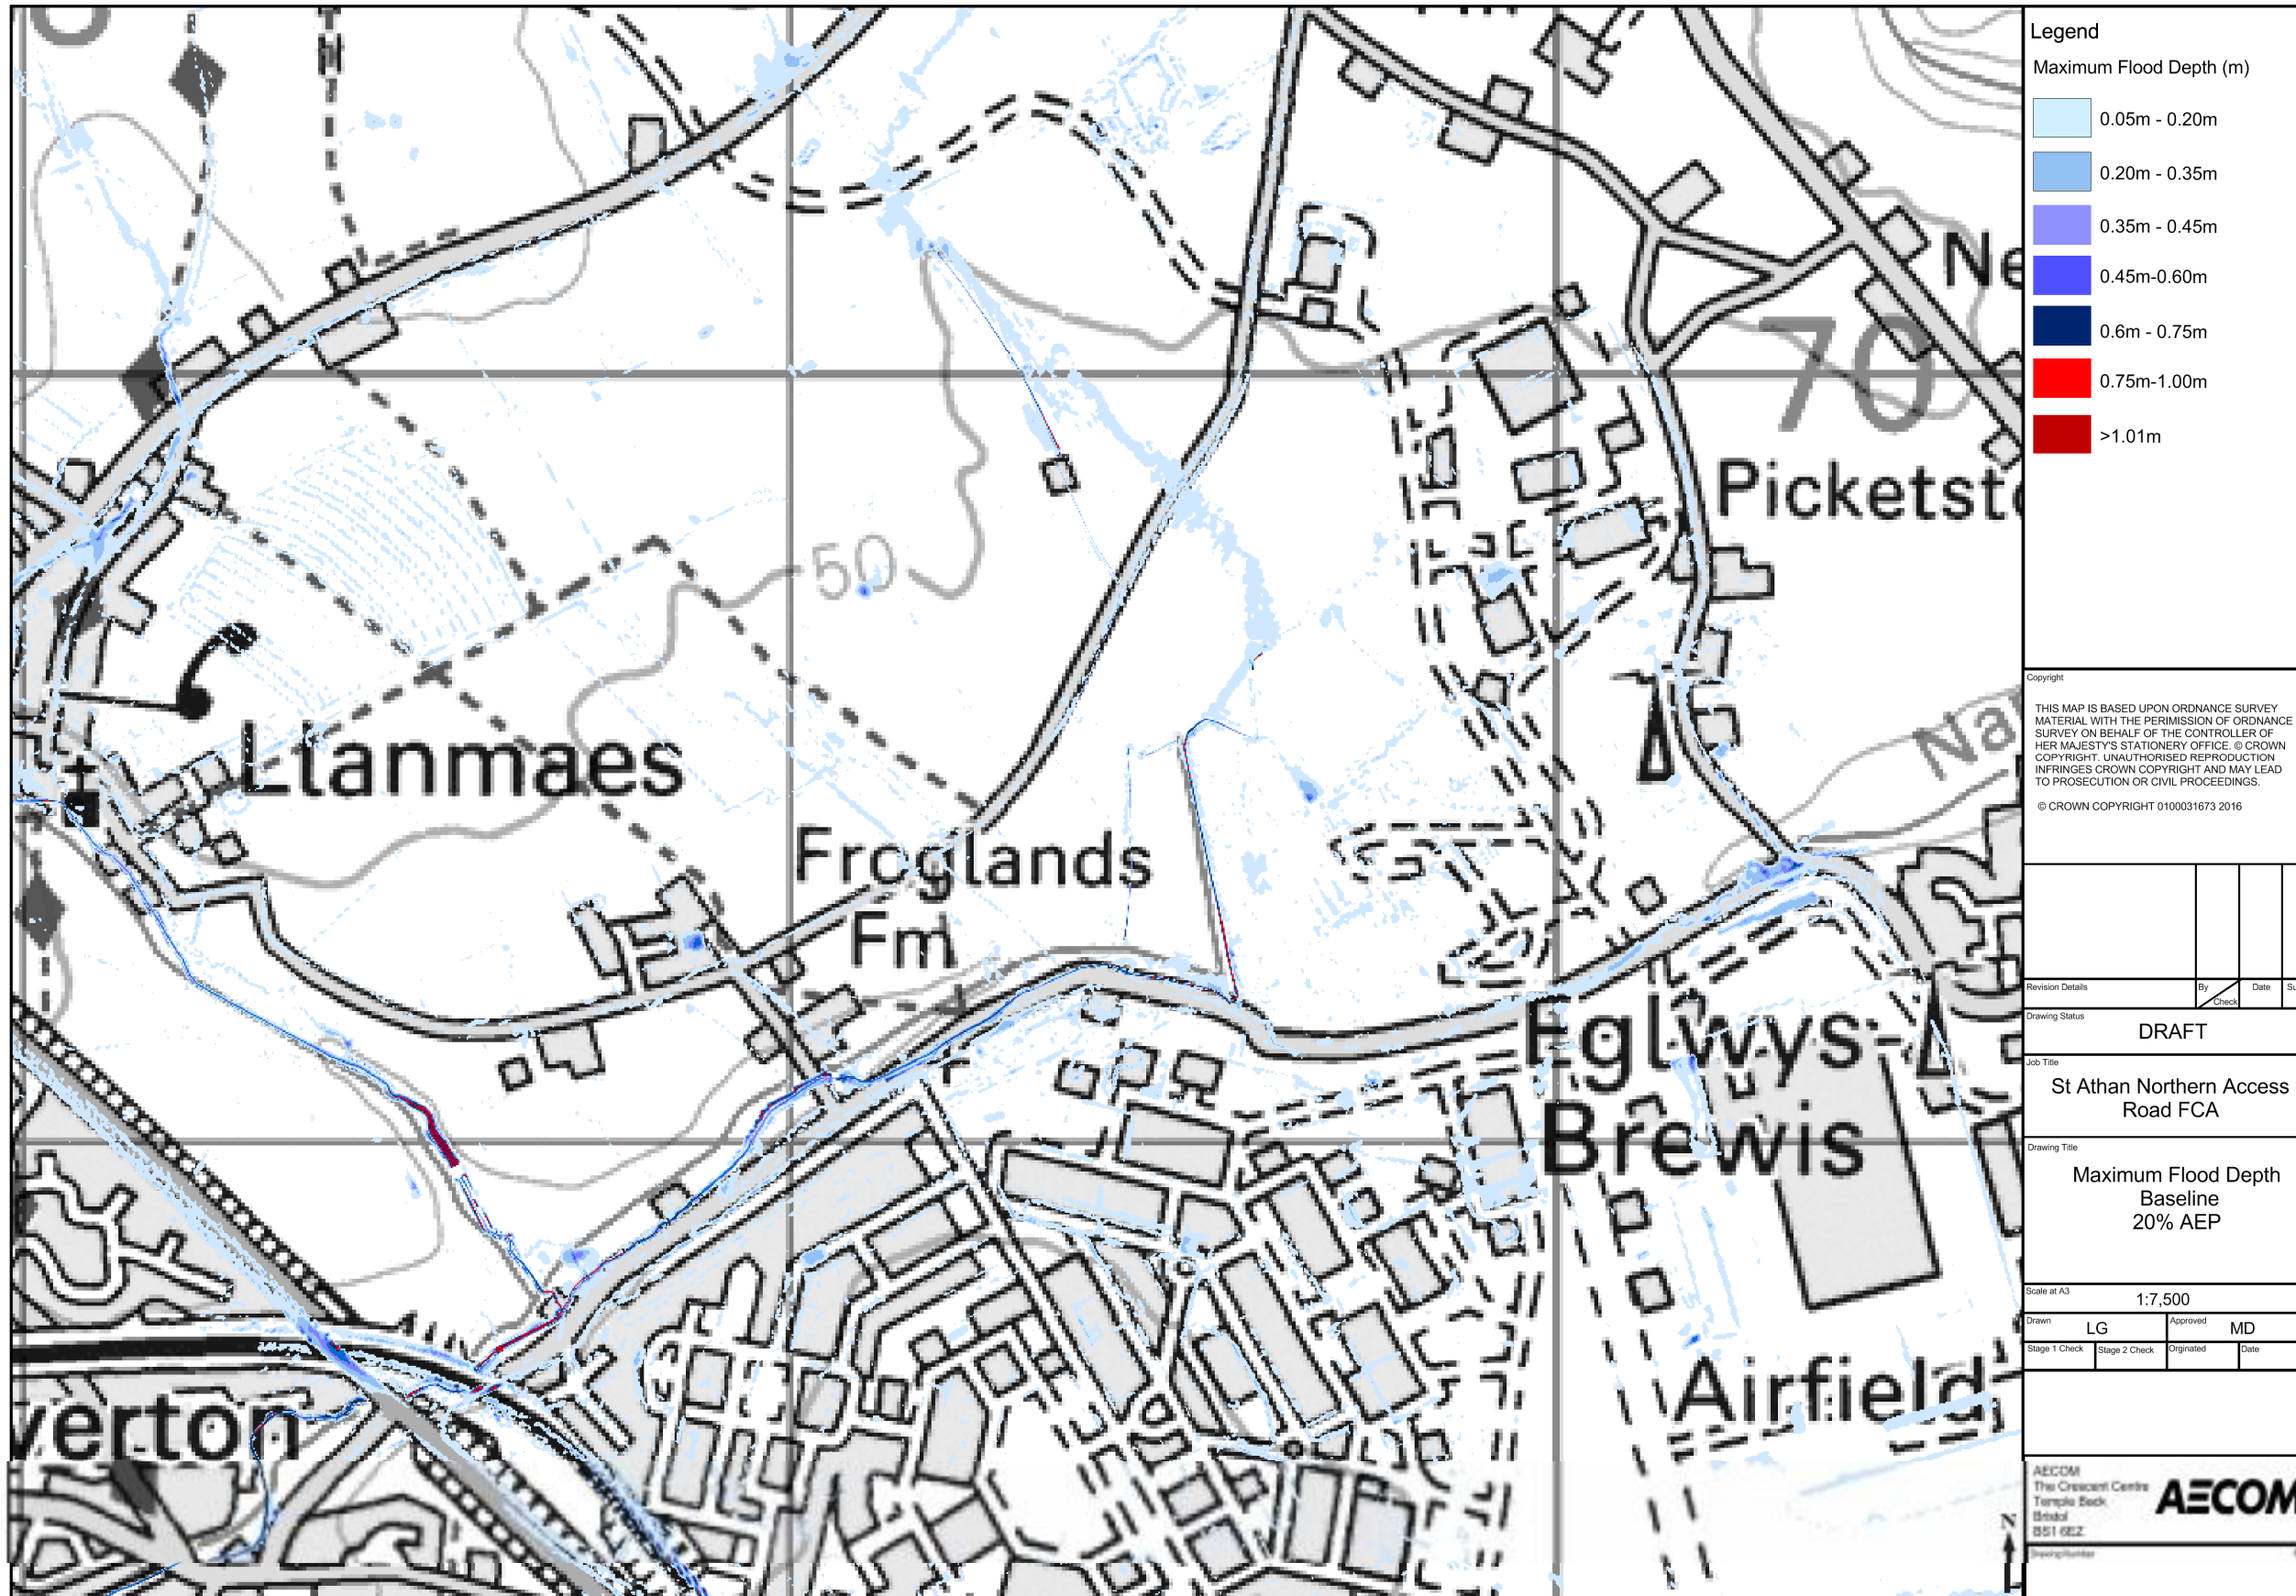 Llanmaes
Froglands
Fm
50
70
Picketst
Ne
Na
Eglwys-
Brewis
Airfield
verton
Legend
Maximum Flood Depth (m)
0.05m - 0.20m
0.20m - 0.35m
0.35m - 0.45m
0.45m-0.60m
0.6m - 0.75m
0.75m-1.00m
>1.01m
Copyright
THIS MAP IS BASED UPON ORDNANCE SURVEY
MATERIAL WITH THE PERMISSION OF ORDNANCE
SURVEY ON BEHALF OF THE CONTROLLER OF
HER MAJESTY'S STATIONERY OFFICE. © CROWN
COPYRIGHT. UNAUTHORISED REPRODUCTION
INFRINGES CROWN COPYRIGHT AND MAY LEAD
TO PROSECUTION OR CIVIL PROCEEDINGS.
© CROWN COPYRIGHT 0100031673 2016
Revision Details
By
Check
Date
Su
Drawing Status
DRAFT
Job Title
St Athan Northern Access
Road FCA
Drawing Title
Maximum Flood Depth
Baseline
20% AEP
Scale at A3
1:7,500
Drawn
LG
Approved
MD
Stage 1 Check
Stage 2 Check
Orginated
Date
AECOM
The Crescent Centre
Temple Back
Bristol
BS1 6EZ
AECOM
N
Drawing Number